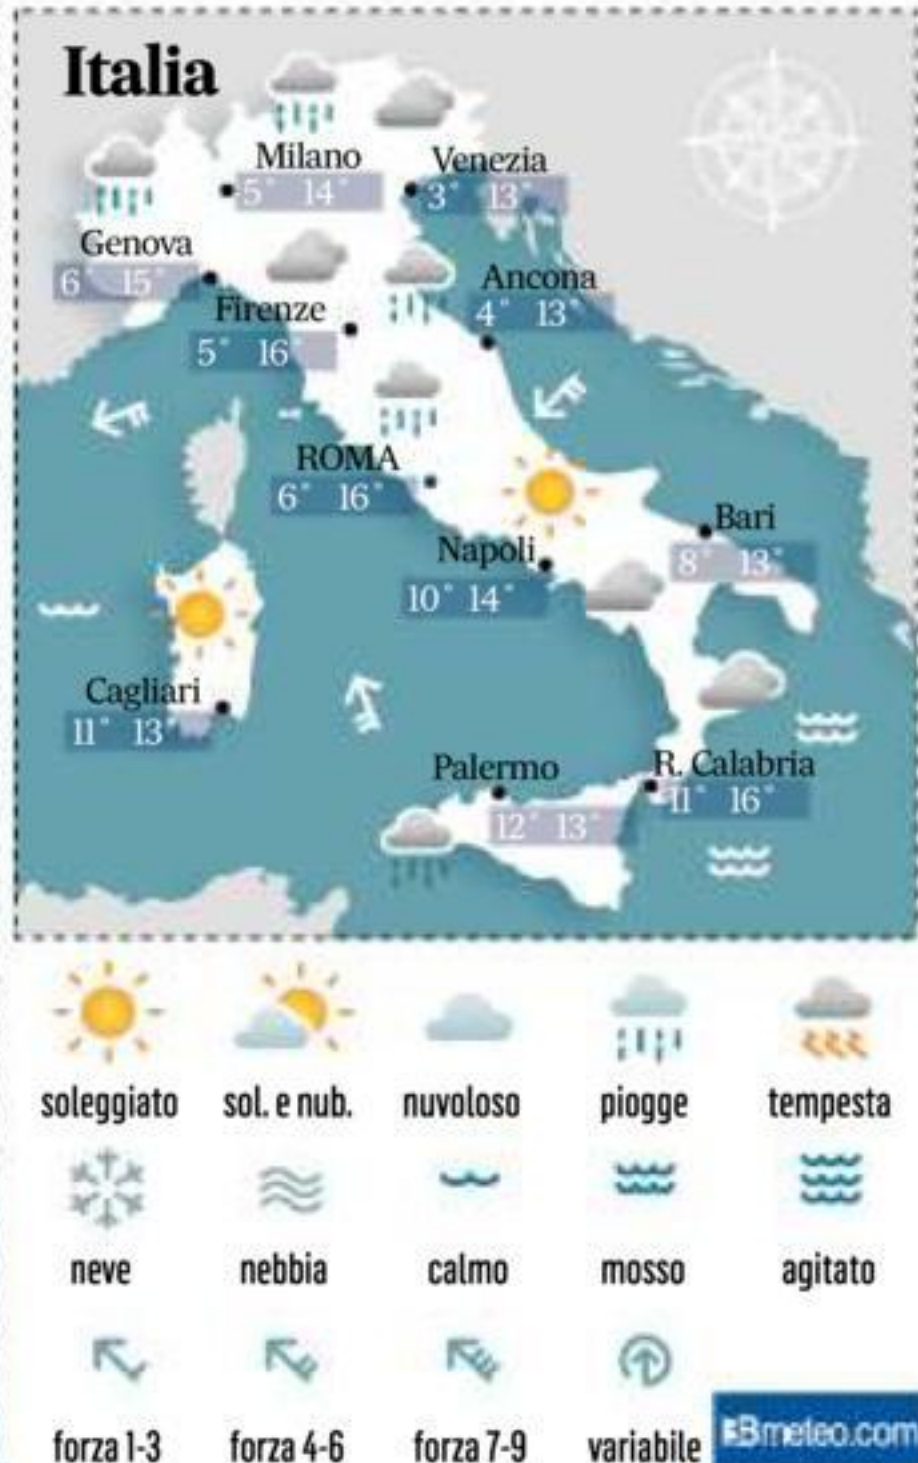 Italia
Milano
5° 14°
Venezia
3° 13°
Genova
6° 15°
Firenze
5° 16°
Ancona
4° 13°
ROMA
6° 16°
Bari
8° 13°
Napoli
10° 14°
Cagliari
11° 13°
Palermo
12° 13°
R. Calabria
11° 16°
soleggiato sol. e nub. nuvoloso piogge tempesta
neve nebbia calmo mosso agitato
forza 1-3 forza 4-6 forza 7-9 variabile
3Bmeteo.com